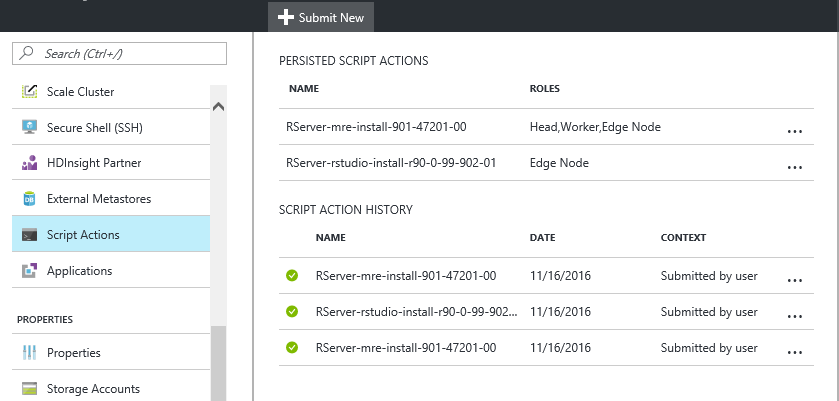 Submit New
Search (Ctrl+/)
Scale Cluster
Secure Shell (SSH)
HDInsight Partner
External Metastores
Script Actions
Applications
PROPERTIES
Properties
Storage Accounts
PERSISTED SCRIPT ACTIONS
NAME ROLES
RServer-mre-install-901-47201-00 Head,Worker,Edge Node ...
RServer-rstudio-install-r90-0-99-902-01 Edge Node ...
SCRIPT ACTION HISTORY
NAME DATE CONTEXT
RServer-mre-install-901-47201-00 11/16/2016 Submitted by user ...
RServer-rstudio-install-r90-0-99-902... 11/16/2016 Submitted by user ...
RServer-mre-install-901-47201-00 11/16/2016 Submitted by user ...